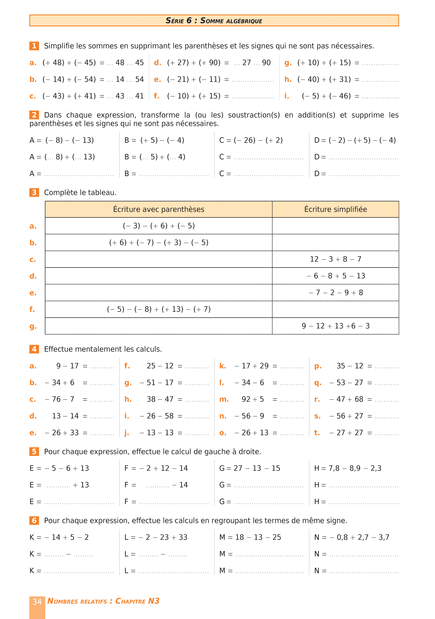 SÉRIE 6 : SOMME ALGÉBRIQUE
1 Simplifie les sommes en supprimant les parenthèses et les signes qui ne sont pas nécessaires.
a. (+ 48) + (− 45) = ... 48 ... 45 d. (+ 27) + (+ 90) = ... 27 ... 90 g. (+ 10) + (+ 15) = ...............
b. (− 14) + (− 54) = ... 14 ... 54 e. (− 21) + (− 11) = ................. h. (− 40) + (+ 31) = ...............
c. (− 43) + (+ 41) = ... 43 ... 41 f. (− 10) + (+ 15) = ................. i. (− 5) + (− 46) = ...............
2 Dans chaque expression, transforme la (ou les) soustraction(s) en addition(s) et supprime les
parenthèses et les signes qui ne sont pas nécessaires.
A = (− 8) − (− 13) B = (+ 5) − (− 4) C = (− 26) − (+ 2) D = (− 2) − (+ 5) − (− 4)
A = (... 8) + (... 13) B = (... 5) + (... 4) C = ............................ D = ............................
A = ............................ B = ............................ C = ............................ D = ............................
3 Complète le tableau.
Écriture avec parenthèses Écriture simplifiée
a. (− 3) − (+ 6) + (− 5)
b. (+ 6) + (− 7) − (+ 3) − (− 5)
c. 12 − 3 + 8 − 7
d. − 6 − 8 + 5 − 13
e. − 7 − 2 − 9 + 8
f. (− 5) − (− 8) + (+ 13) − (+ 7)
g. 9 − 12 + 13 +6 − 3
4 Effectue mentalement les calculs.
a. 9 − 17 = .......... f. 25 − 12 = .......... k. − 17 + 29 = .......... p. 35 − 12 = ..........
b. − 34 + 6 = .......... g. − 51 − 17 = .......... l. − 34 − 6 = .......... q. − 53 − 27 = ..........
c. − 76 − 7 = .......... h. 38 − 47 = .......... m. 92 + 5 = .......... r. − 47 + 68 = ..........
d. 13 − 14 = .......... i. − 26 − 58 = .......... n. − 56 − 9 = .......... s. − 56 + 27 = ..........
e. − 26 + 33 = .......... j. − 13 − 13 = .......... o. − 26 + 13 = .......... t. − 27 + 27 = ..........
5 Pour chaque expression, effectue le calcul de gauche à droite.
E = − 5 − 6 + 13 F = − 2 + 12 − 14 G = 27 − 13 − 15 H = 7,8 − 8,9 − 2,3
E = .......... + 13 F = .......... − 14 G = ............................ H = ............................
E = ............................ F = ............................ G = ............................ H = ............................
6 Pour chaque expression, effectue les calculs en regroupant les termes de même signe.
K = − 14 + 5 − 2 L = − 2 − 23 + 33 M = 18 − 13 − 25 N = − 0,8 + 2,7 − 3,7
K = ........ − ........ L = ........ − ........ M = ............................ N = ............................
K = ............................ L = ............................ M = ............................ N = ............................
34 NOMBRES RELATIFS : CHAPITRE N3